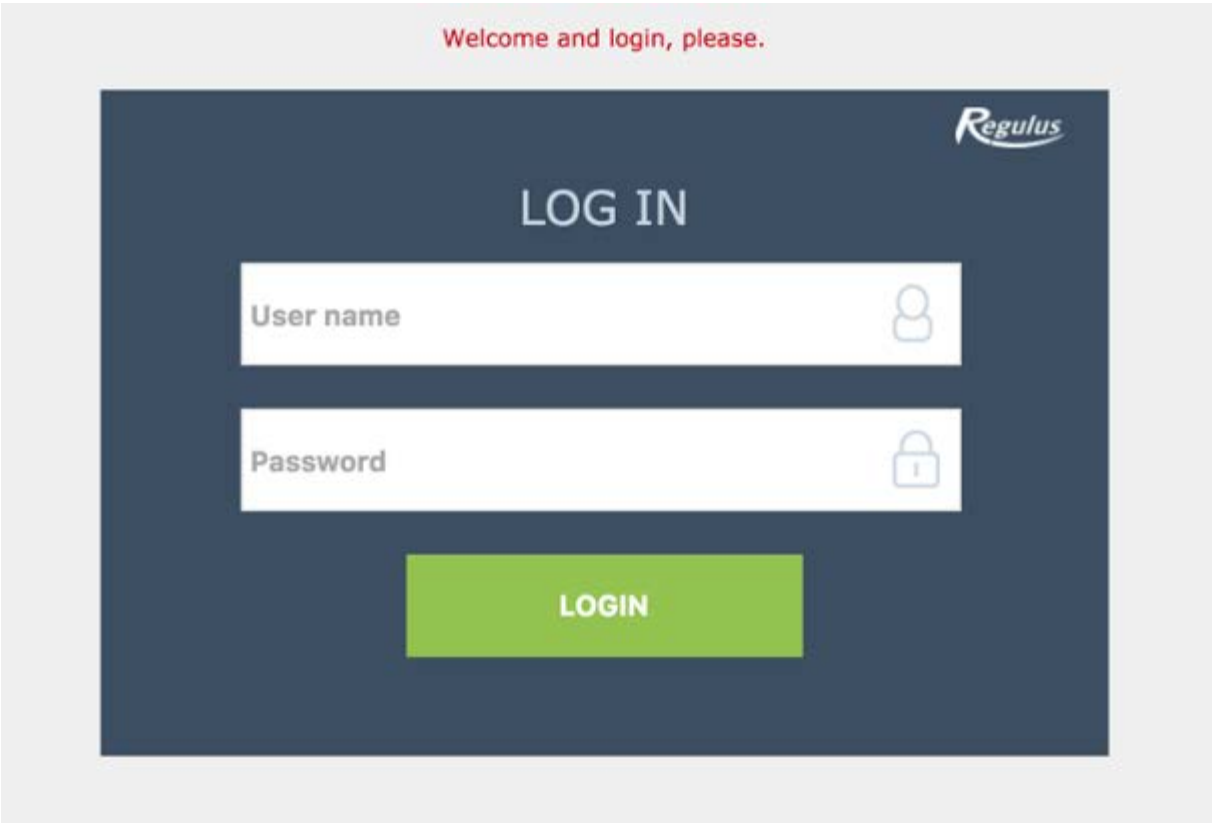 Welcome and login, please.
Regulus
LOG IN
User name
Password
LOGIN